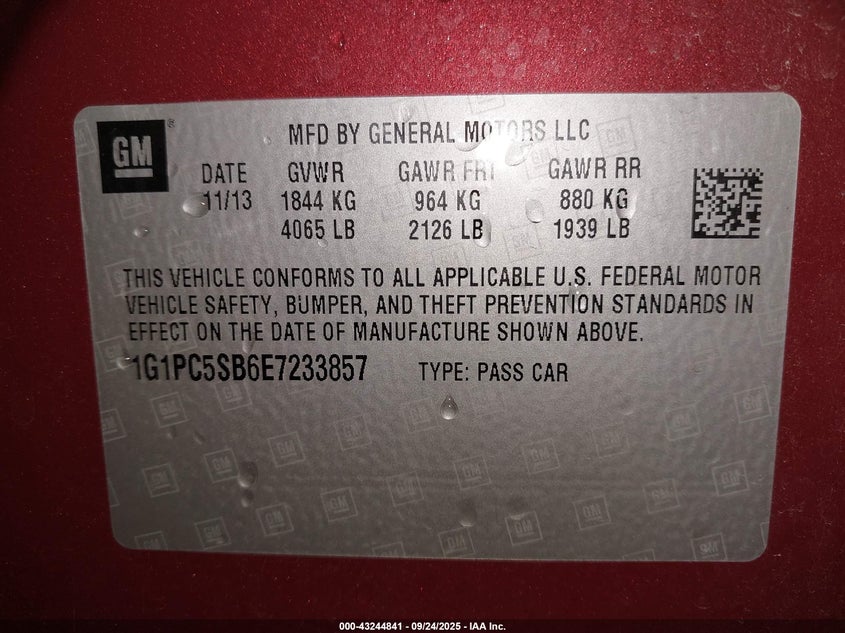 GM
MFD BY GENERAL MOTORS LLC
DATE GVWR GAWR FRT GAWR RR
11/13 1844 KG 964 KG 880 KG
4065 LB 2126 LB 1939 LB
THIS VEHICLE CONFORMS TO ALL APPLICABLE U.S. FEDERAL MOTOR
VEHICLE SAFETY, BUMPER, AND THEFT PREVENTION STANDARDS IN
EFFECT ON THE DATE OF MANUFACTURE SHOWN ABOVE.
1G1PC5SB6E7233857 TYPE: PASS CAR
000-43244841 - 09/24/2025 - IAA Inc.